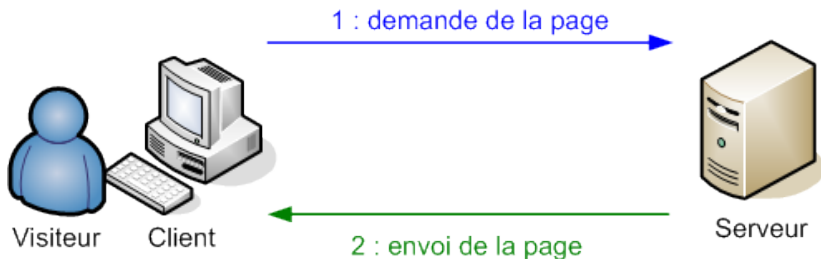 1 : demande de la page
Visiteur
Client
Serveur
2 : envoi de la page